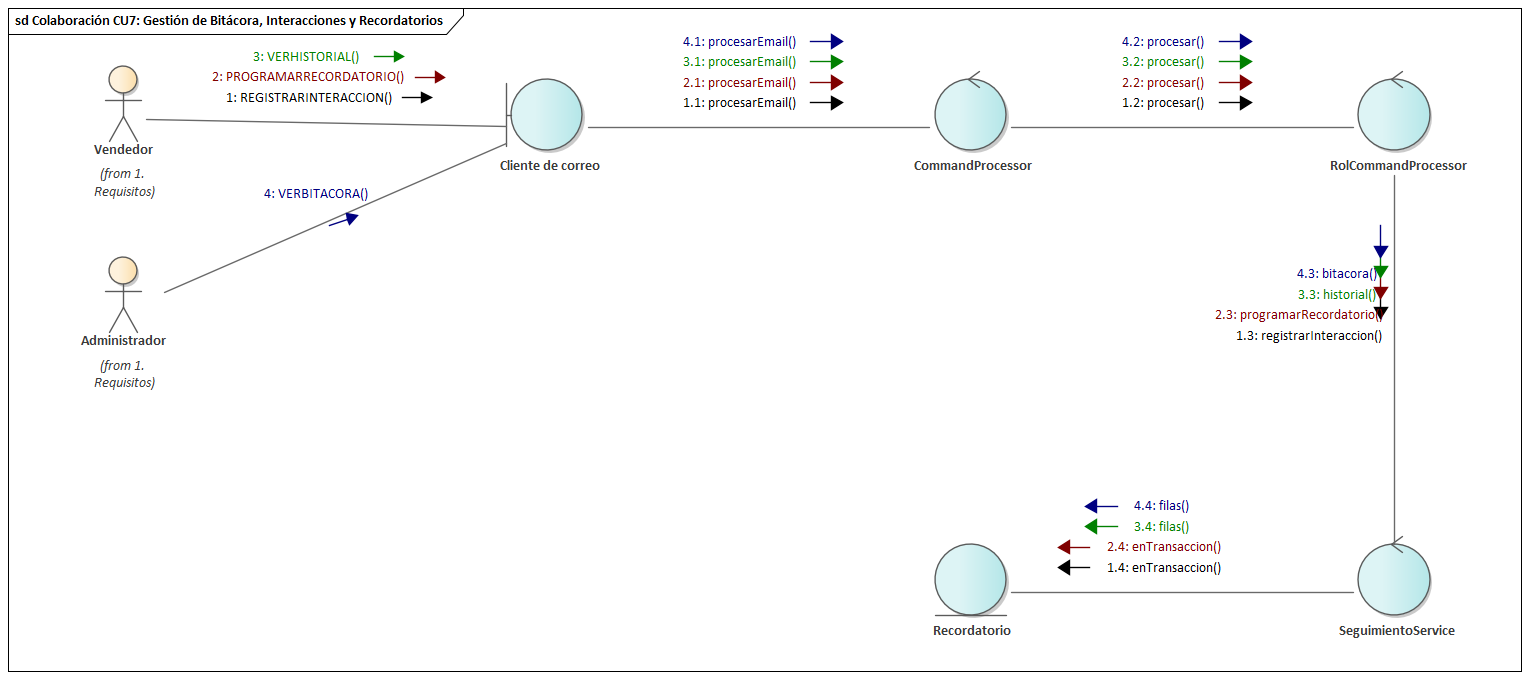 sd Colaboración CU7: Gestión de Bitácora, Interacciones y Recordatorios
3: VERHISTORIAL()
2: PROGRAMARRECORDATORIO()
1: REGISTRARINTERACCION()
4.1: procesarEmail()
3.1: procesarEmail()
2.1: procesarEmail()
1.1: procesarEmail()
4.2: procesar()
3.2: procesar()
2.2: procesar()
1.2: procesar()
Vendedor
(from 1.
Requisitos)
Cliente de correo
CommandProcessor
RolCommandProcessor
4: VERBITACORA()
Administrador
(from 1.
Requisitos)
4.3: bitacora()
3.3: historial()
2.3: programarRecordatorio()
1.3: registrarInteraccion()
4.4: filas()
3.4: filas()
2.4: enTransaccion()
1.4: enTransaccion()
Recordatorio
SeguimientoService